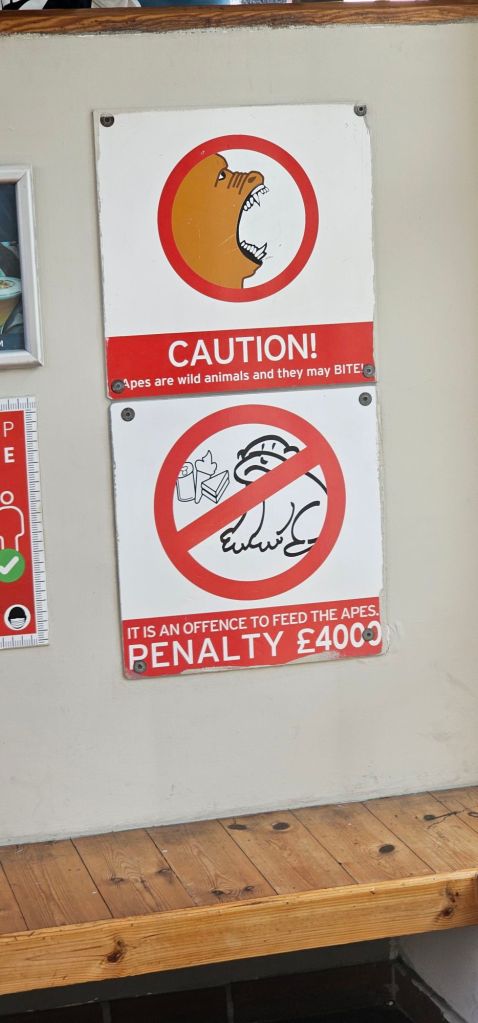 CAUTION!
Apes are wild animals and they may BITE!
IT IS AN OFFENCE TO FEED THE APES.
PENALTY £4000
P
E